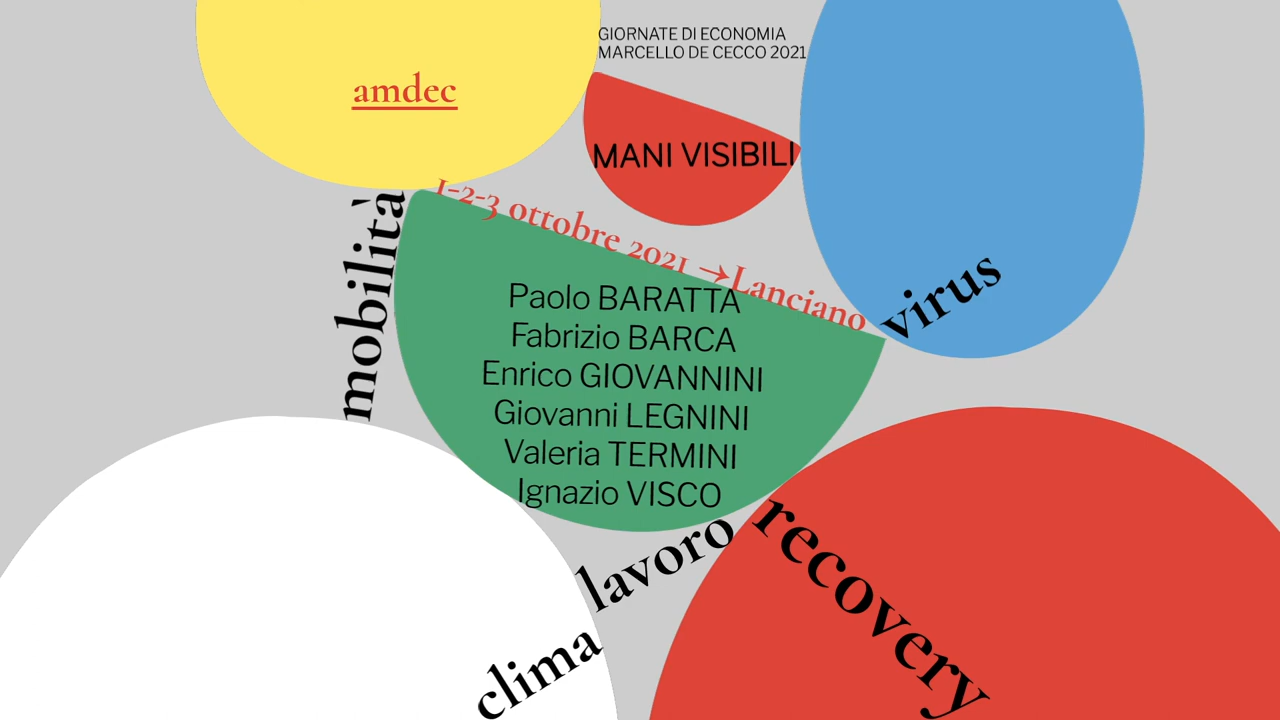 GIORNATE DI ECONOMIA
MARCELLO DE CECCO 2021
amdec
MANI VISIBILI
1-2-3 ottobre 2021 →Lanciano
Paolo BARATTA
Fabrizio BARCA
Enrico GIOVANNINI
Giovanni LEGNINI
Valeria TERMINI
Ignazio VISCO
mobilità
virus
clima
lavoro
recovery